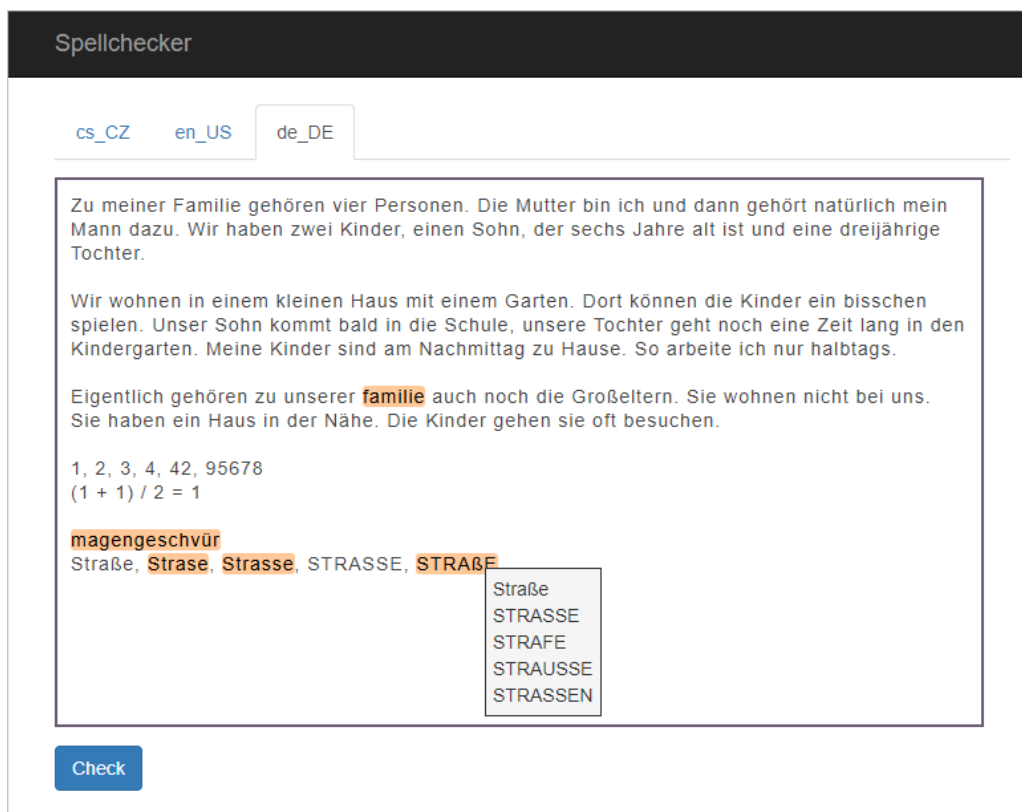 Spellchecker
cs_CZ en_US de_DE
Zu meiner Familie gehören vier Personen. Die Mutter bin ich und dann gehört natürlich mein
Mann dazu. Wir haben zwei Kinder, einen Sohn, der sechs Jahre alt ist und eine dreijährige
Tochter.
Wir wohnen in einem kleinen Haus mit einem Garten. Dort können die Kinder ein bisschen
spielen. Unser Sohn kommt bald in die Schule, unsere Tochter geht noch eine Zeit lang in den
Kindergarten. Meine Kinder sind am Nachmittag zu Hause. So arbeite ich nur halbtags.
Eigentlich gehören zu unserer familie auch noch die Großeltern. Sie wohnen nicht bei uns.
Sie haben ein Haus in der Nähe. Die Kinder gehen sie oft besuchen.
1, 2, 3, 4, 42, 95678
(1 + 1) / 2 = 1
magengeschvür
Straße, Strase, Strasse, STRASSE, STRAßE
Straße
STRASSE
STRAFE
STRAUSSE
STRASSEN
Check